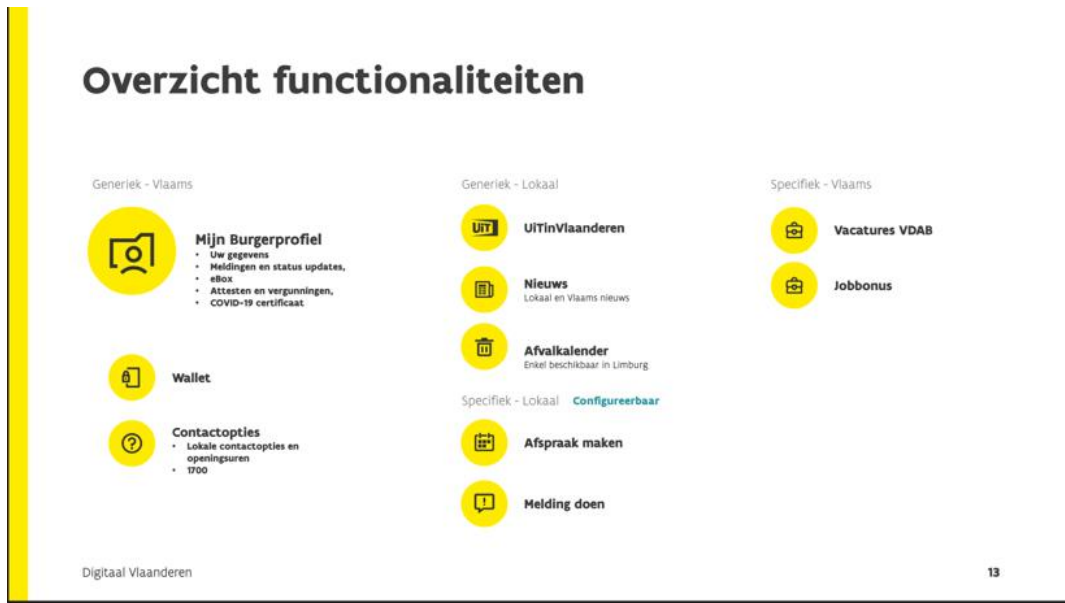 Overzicht functionaliteiten
Generiek - Vlaams
Mijn Burgerprofiel
• Uw gegevens
• Meldingen en status updates,
• eBox
• Attesten en vergunningen,
• COVID-19 certificaat
Wallet
Contactopties
• Lokale contactopties en
openingsuren
• 1700
Generiek - Lokaal
UiT
UiTinVlaanderen
Nieuws
Lokaal en Vlaams nieuws
Afvalkalender
Enkel beschikbaar in Limburg
Specifiek - Lokaal Configureerbaar
Afspraak maken
Melding doen
Specifiek - Vlaams
Vacatures VDAB
Jobbonus
Digitaal Vlaanderen
13